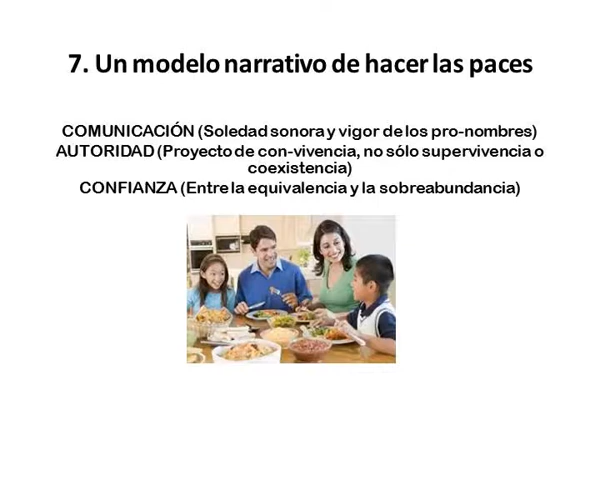 7. Un modelo narrativo de hacer las paces
COMUNICACIÓN (Soledad sonora y vigor de los pro-nombres)
AUTORIDAD (Proyecto de con-vivencia, no sólo supervivencia o
coexistencia)
CONFIANZA (Entre la equivalencia y la sobreabundancia)